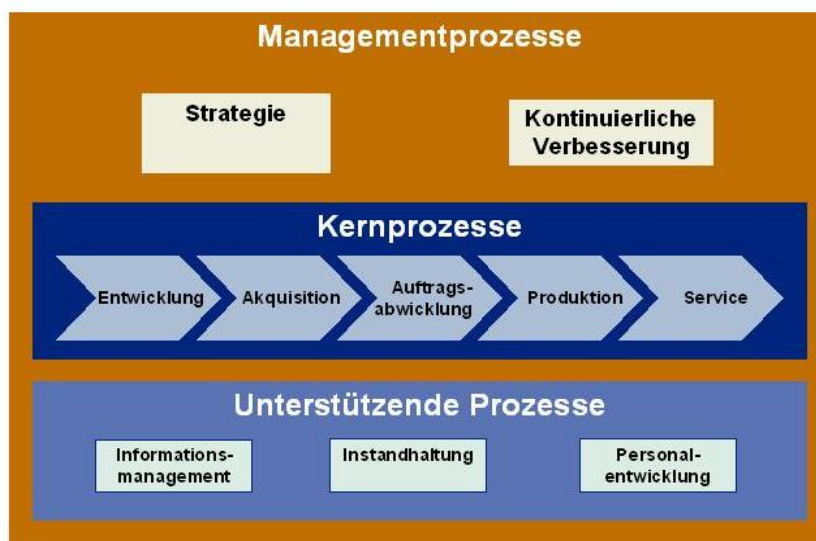 Managementprozesse
Strategie
Kontinuierliche
Verbesserung
Kernprozesse
Entwicklung
Akquisition
Auftrags-
abwicklung
Produktion
Service
Unterstützende Prozesse
Informations-
management
Instandhaltung
Personal-
entwicklung